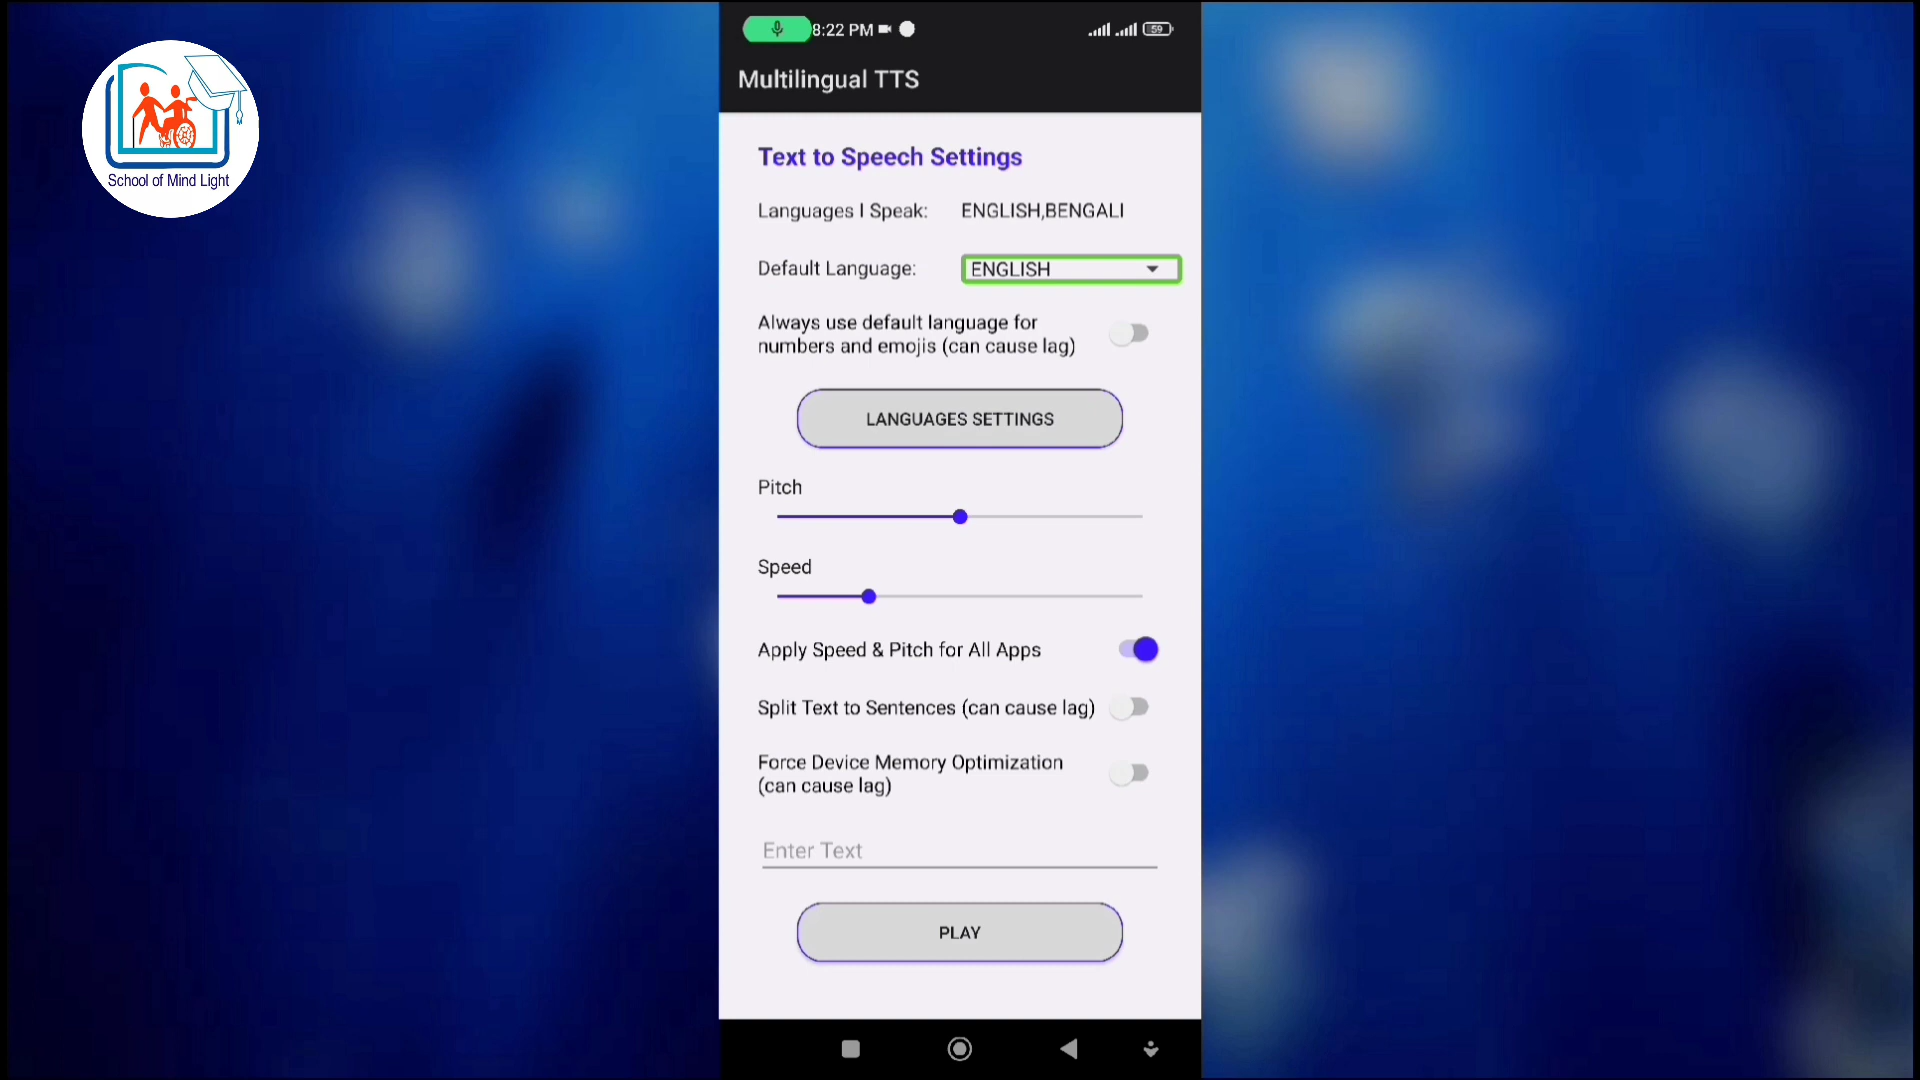 School of Mind Light
8:22 PM
59
Multilingual TTS
Text to Speech Settings
Languages I Speak: ENGLISH,BENGALI
Default Language: ENGLISH
Always use default language for
numbers and emojis (can cause lag)
LANGUAGES SETTINGS
Pitch
Speed
Apply Speed & Pitch for All Apps
Split Text to Sentences (can cause lag)
Force Device Memory Optimization
(can cause lag)
Enter Text
PLAY